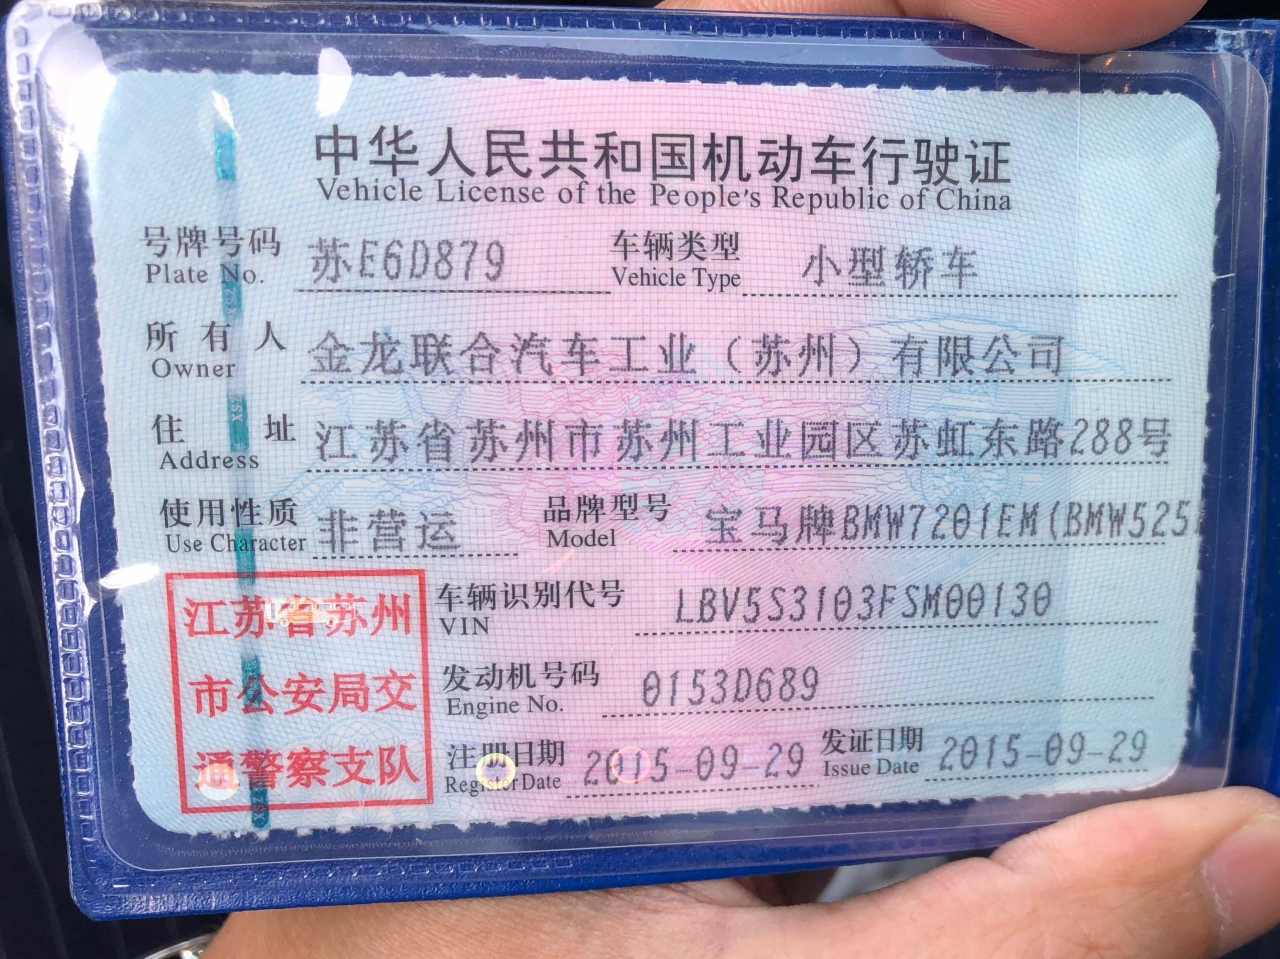 中华人民共和国机动车行驶证
Vehicle License of the People's Republic of China
号牌号码 苏E6D879 车辆类型 小型轿车
Plate No. Vehicle Type
所有人 金龙联合汽车工业（苏州）有限公司
Owner
住址 江苏省苏州市苏州工业园区苏虹东路288号
Address
使用性质 非营运 品牌型号 宝马牌BMW7201EM(BMW525
Use Character Model
江苏省苏州
市公安局交
通警察支队
车辆识别代号 LBV5S3103FSM00130
VIN
发动机号码 0153D689
Engine No.
注册日期 2015-09-29 发证日期 2015-09-29
Register Date Issue Date